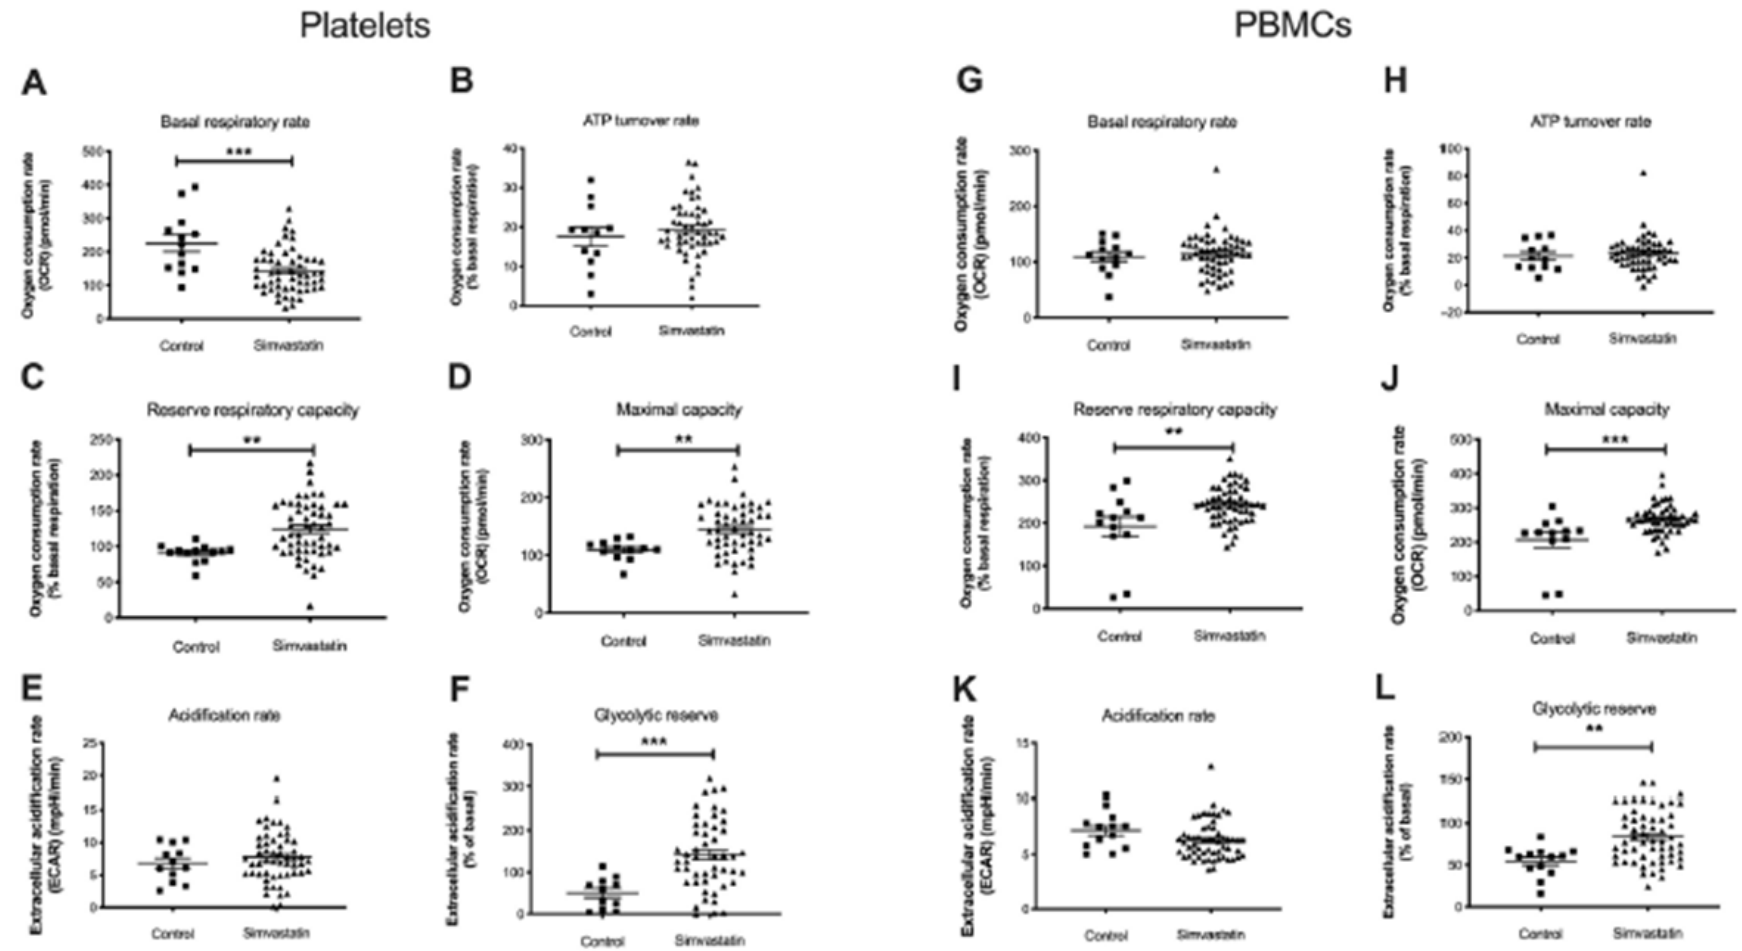 Platelets
PBMCs
A
Basal respiratory rate
Oxygen consumption rate
(OCR) (pmol/min)
500
400
300
200
100
0
***
Control
Simvastatin
B
ATP turnover rate
Oxygen consumption rate
(% basal respiration)
40
30
20
10
0
Control
Simvastatin
G
Basal respiratory rate
Oxygen consumption rate
(OCR) (pmol/min)
300
200
100
0
Control
Simvastatin
H
ATP turnover rate
Oxygen consumption rate
(% basal respiration)
100
80
60
40
20
0
-20
Control
Simvastatin
C
Reserve respiratory capacity
Oxygen consumption rate
(% basal respiration)
250
200
150
100
50
0
**
Control
Simvastatin
D
Maximal capacity
Oxygen consumption rate
(OCR) (pmol/min)
300
200
100
0
**
Control
Simvastatin
I
Reserve respiratory capacity
Oxygen consumption rate
(% basal respiration)
400
300
200
100
0
**
Control
Simvastatin
J
Maximal capacity
Oxygen consumption rate
(OCR) (pmol/min)
500
400
300
200
100
0
***
Control
Simvastatin
E
Acidification rate
Extracellular acidification rate
(ECAR) (mpH/min)
25
20
15
10
5
0
Control
Simvastatin
F
Glycolytic reserve
Extracellular acidification rate
(% of basal)
400
300
200
100
0
***
Control
Simvastatin
K
Acidification rate
Extracellular acidification rate
(ECAR) (mpH/min)
15
10
5
0
Control
Simvastatin
L
Glycolytic reserve
Extracellular acidification rate
(% of basal)
200
150
100
50
0
**
Control
Simvastatin